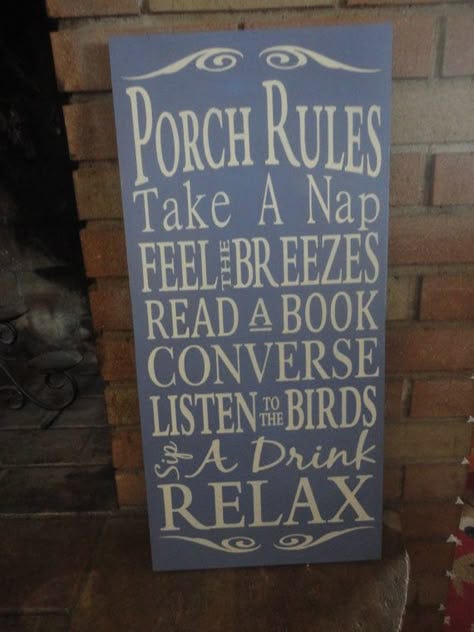 PORCH RULES
Take A Nap
FEEL THE BREEZES
READ A BOOK
CONVERSE
LISTEN TO THE BIRDS
Sip A Drink
RELAX